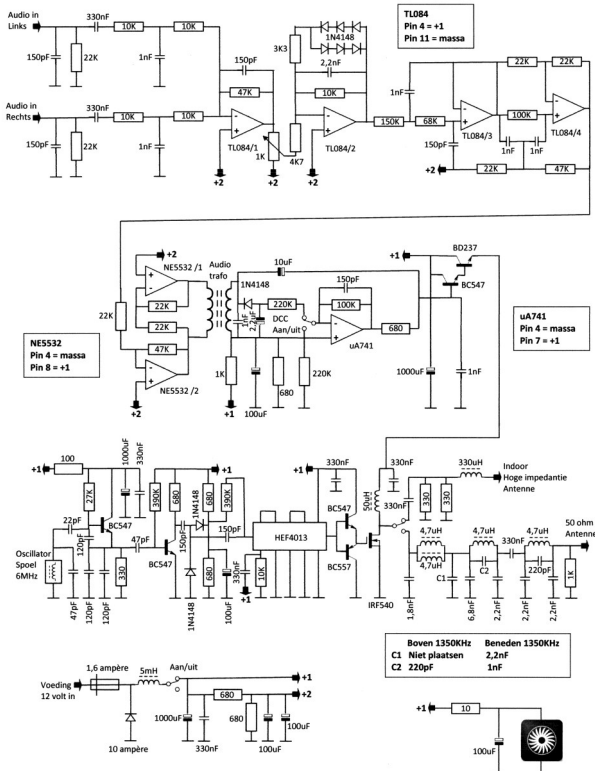 Audio in
Links
330nF
10K
10K
150pF
22K
1nF
150pF
47K
TL084/1
1K
+2
+2
Audio in
Rechts
330nF
10K
10K
150pF
22K
1nF
1N4148
3K3
2,2nF
10K
4K7
TL084/2
+2
TL084
Pin 4 = +1
Pin 11 = massa
1nF
150K
68K
150pF
22K
22K
TL084/3
100K
TL084/4
1nF
1nF
+2
22K
47K
+2
NE5532 /1
Audio
trafo
22K
22K
22K
47K
NE5532 /2
+2
NE5532
Pin 4 = massa
Pin 8 = +1
10uF
1N4148
1nF
2,2uF
220K
DCC
Aan/uit
150pF
100K
uA741
680
1K
+1
100uF
680
220K
+1
BD237
BC547
1000uF
1nF
uA741
Pin 4 = massa
Pin 7 = +1
+1
100
1000uF
330nF
27K
22pF
BC547
120pF
Oscillator
Spoel
6MHz
47pF
120pF
120pF
330
47pF
390K
680
BC547
150pF
1N4148
1N4148
680
680
390K
+1
150pF
100uF
330nF
10K
+1
HEF4013
+1
330nF
BC547
BC557
50uH
330nF
IRF540
330nF
330
330
330uH
Indoor
Hoge impedantie
Antenne
4,7uH
4,7uH
4,7uH
C2
330nF
4,7uH
220pF
50 ohm
Antenne
1K
1,8nF
C1
6,8nF
2,2nF
2,2nF
2,2nF
Boven 1350KHz Beneden 1350KHz
C1 Niet plaatsen 2,2nF
C2 220pF 1nF
Voeding
12 volt in
1,6 ampère
5mH
Aan/uit
10 ampère
1000uF
330nF
680
680
100uF
100uF
+1
+2
+1
10
100uF